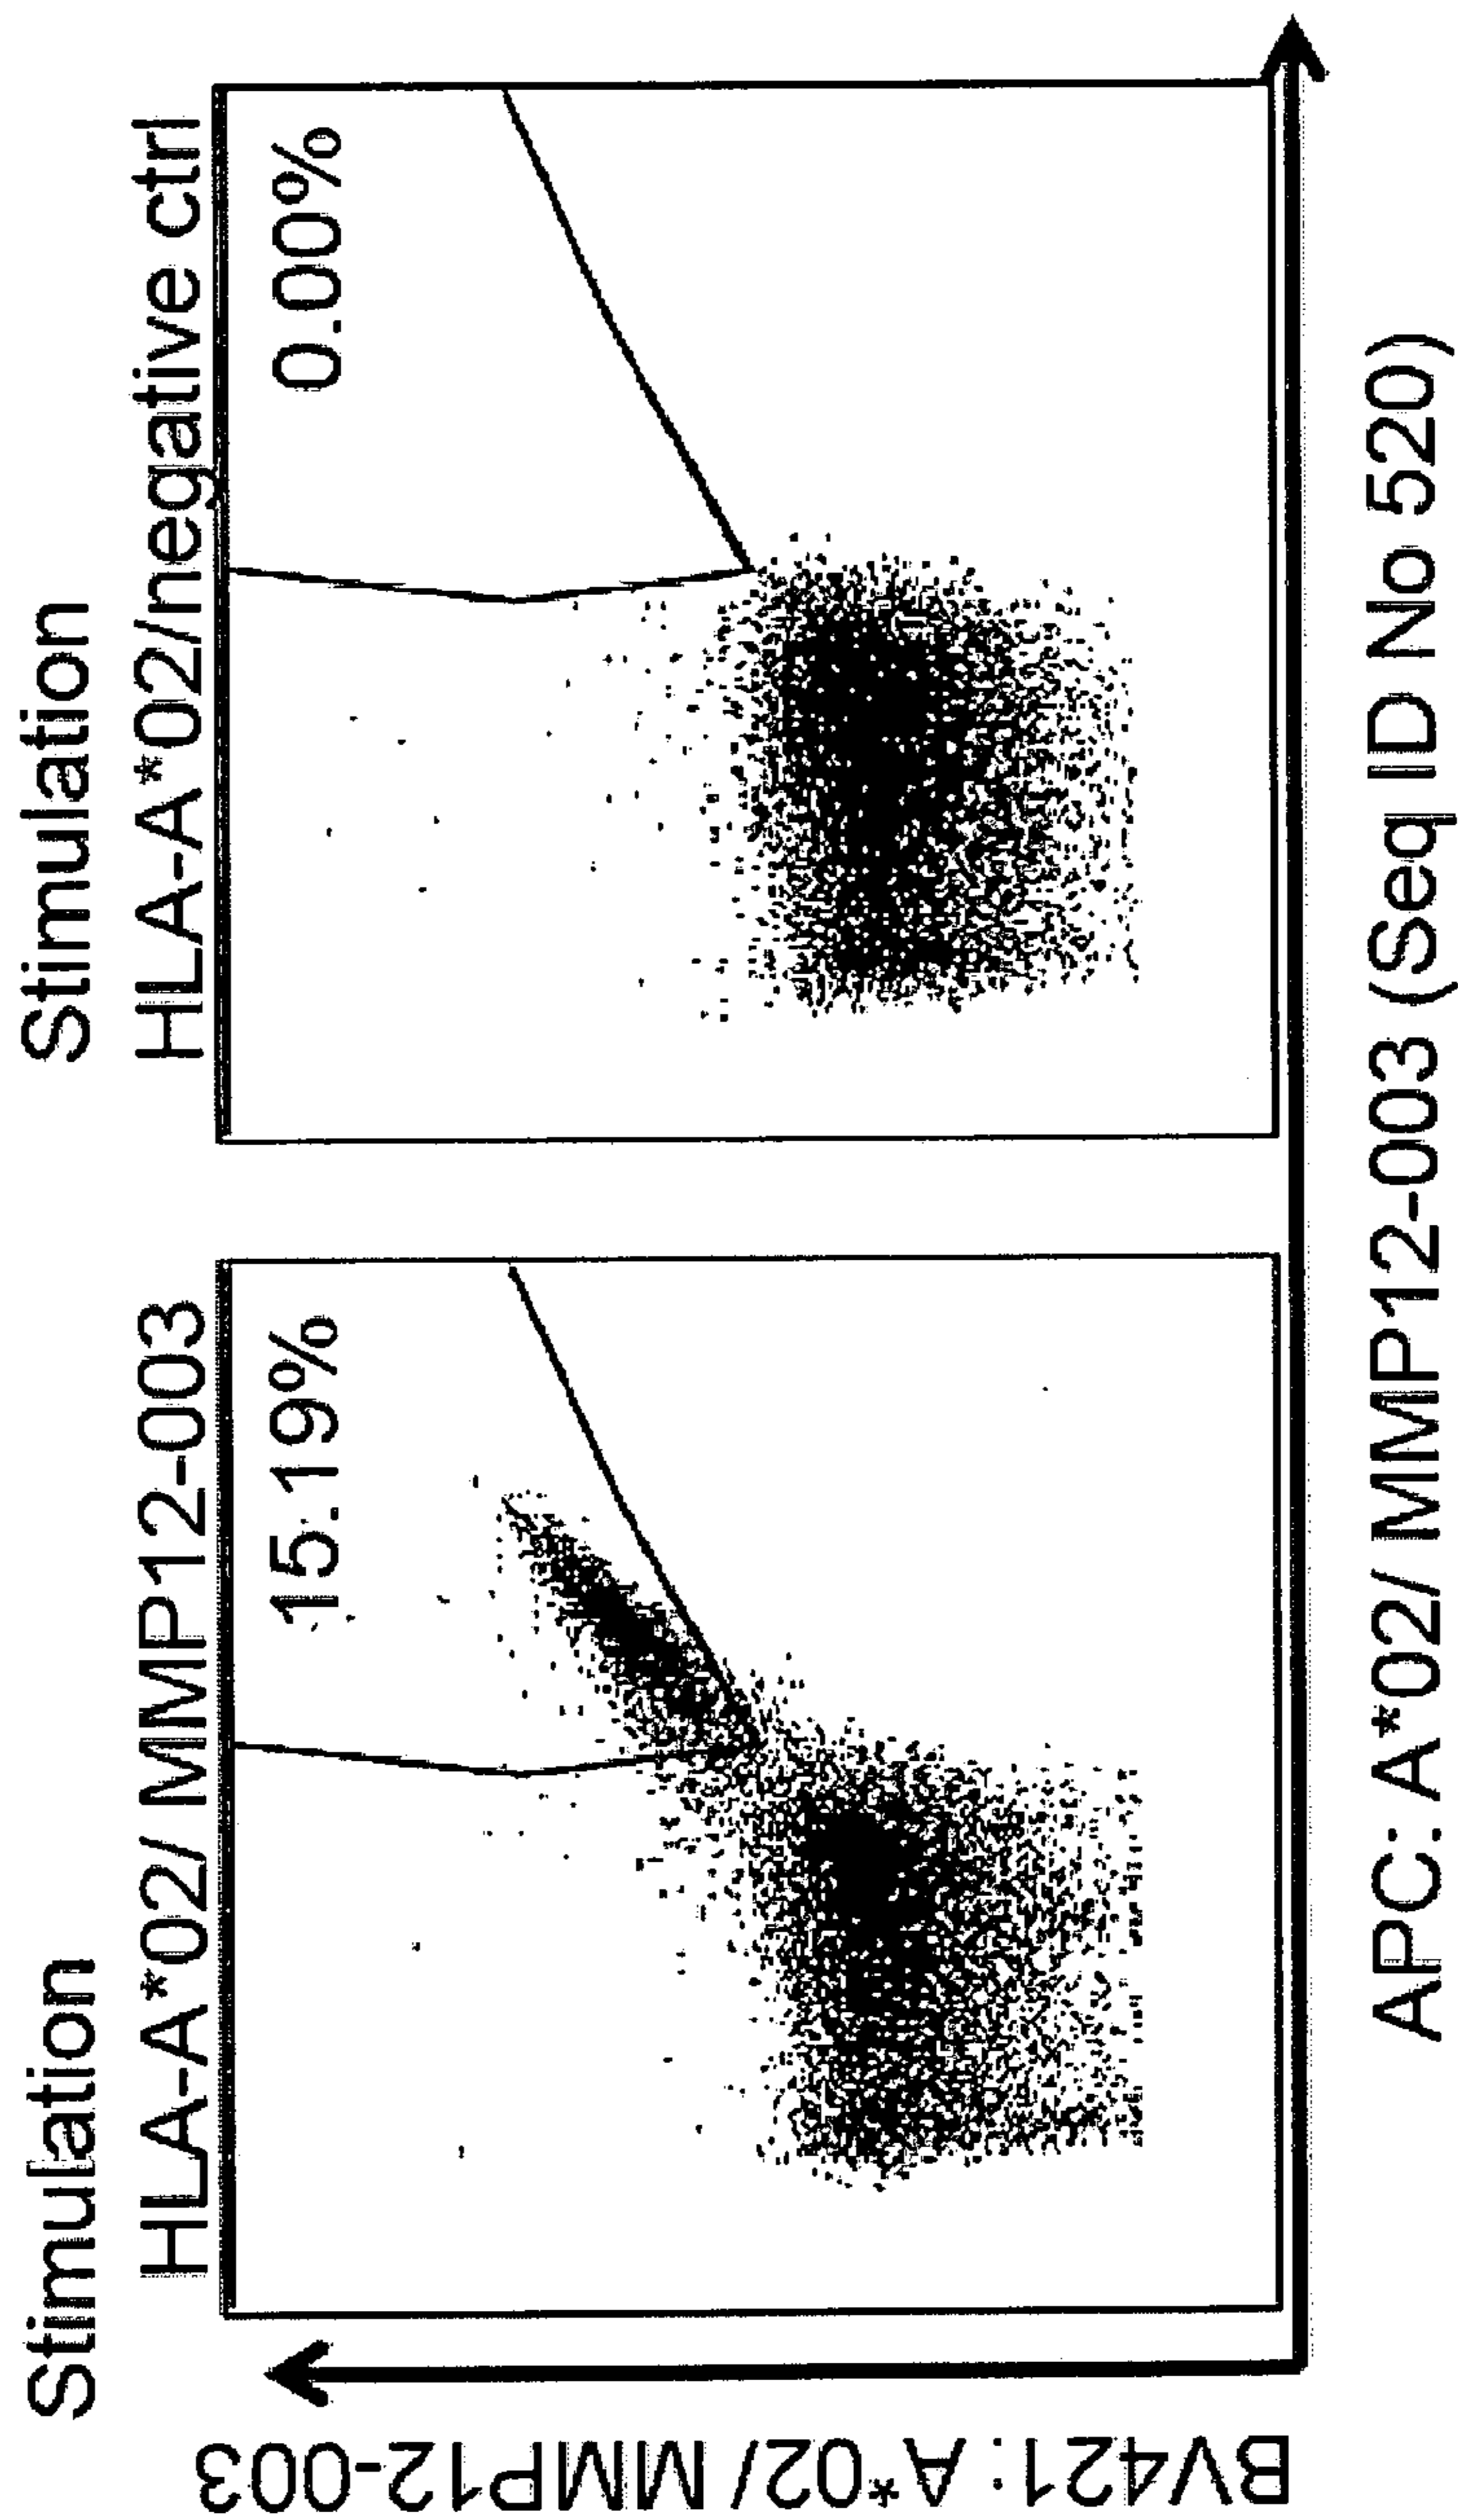 Stimulation
HLA-A*02/ MMP12-003
15.19%
Stimulation
HLA-A*02/negative ctrl
0.00%
BV421: A*02/ MMP12-003
APC: A*02/ MMP12-003 (Seq ID No 520)